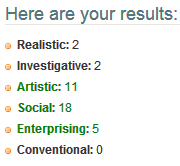 Here are your results:
Realistic: 2
Investigative: 2
Artistic: 11
Social: 18
Enterprising: 5
Conventional: 0